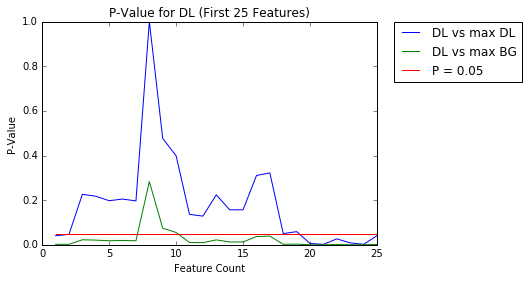 P-Value for DL (First 25 Features)
1.0
0.8
0.6
0.4
0.2
0.0
P-Value
0
5
10
15
20
25
Feature Count
DL vs max DL
DL vs max BG
P = 0.05